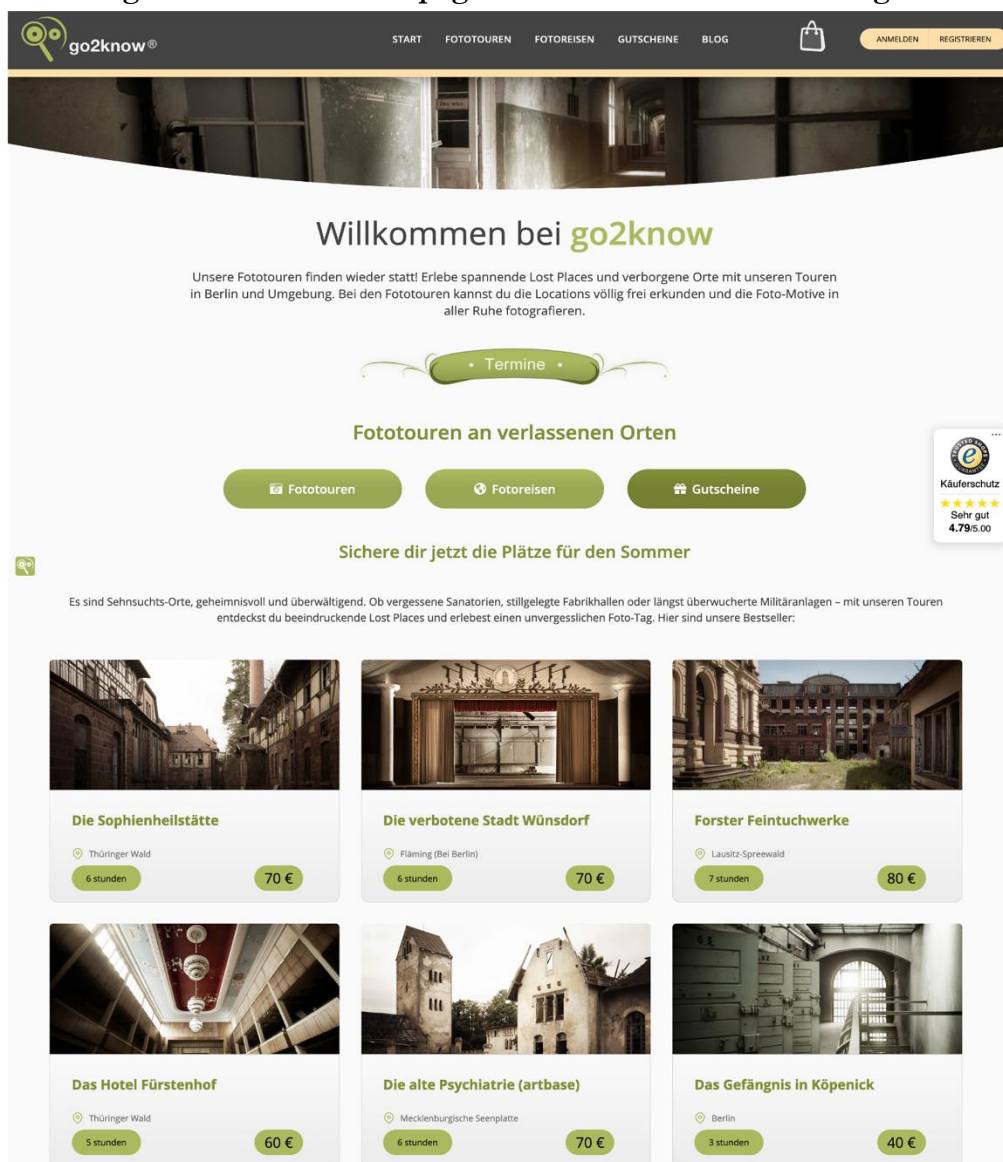 go2know®
START FOTOTOUREN FOTOREISEN GUTSCHEINE BLOG
ANMELDEN REGISTRIEREN
Willkommen bei go2know
Unsere Fototouren finden wieder statt! Erlebe spannende Lost Places und verborgene Orte mit unseren Touren
in Berlin und Umgebung. Bei den Fototouren kannst du die Locations völlig frei erkunden und die Foto-Motive in
aller Ruhe fotografieren.
• Termine •
Fototouren an verlassenen Orten
Fototouren Fotoreisen Gutscheine
TRUSTED SHOPS
GUARANTEE
e
Käuferschutz
Sehr gut
4.79/5.00
Sichere dir jetzt die Plätze für den Sommer
Es sind Sehnsuchts-Orte, geheimnisvoll und überwältigend. Ob vergessene Sanatorien, stillgelegte Fabrikhallen oder längst überwucherte Militäranlagen – mit unseren Touren
entdeckst du beeindruckende Lost Places und erlebest einen unvergesslichen Foto-Tag. Hier sind unsere Bestseller:
Die Sophienheilstätte
Thüringer Wald
6 stunden 70 €
Die verbotene Stadt Wünsdorf
Fläming (Bei Berlin)
6 stunden 70 €
Forster Feintuchwerke
Lausitz-Spreewald
7 stunden 80 €
Das Hotel Fürstenhof
Thüringer Wald
5 stunden 60 €
Die alte Psychiatrie (artbase)
Mecklenburgische Seenplatte
6 stunden 70 €
Das Gefängnis in Köpenick
Berlin
3 stunden 40 €